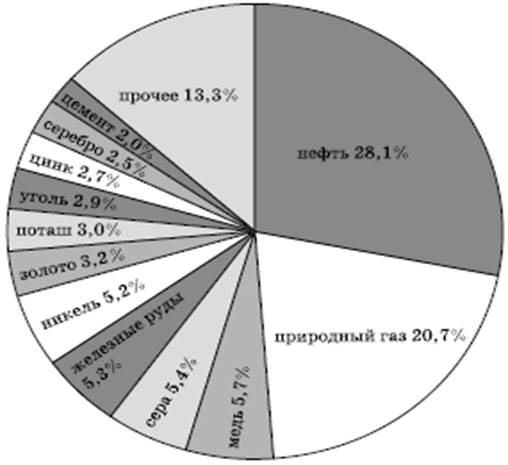 нефть 28,1%
природный газ 20,7%
медь 5,7%
сера 5,4%
железные руды
5,3%
никель 5,2%
золото 3,2%
поташ 3,0%
уголь 2,9%
цинк 2,7%
серебро 2,5%
цемент 2,0%
прочее 13,3%